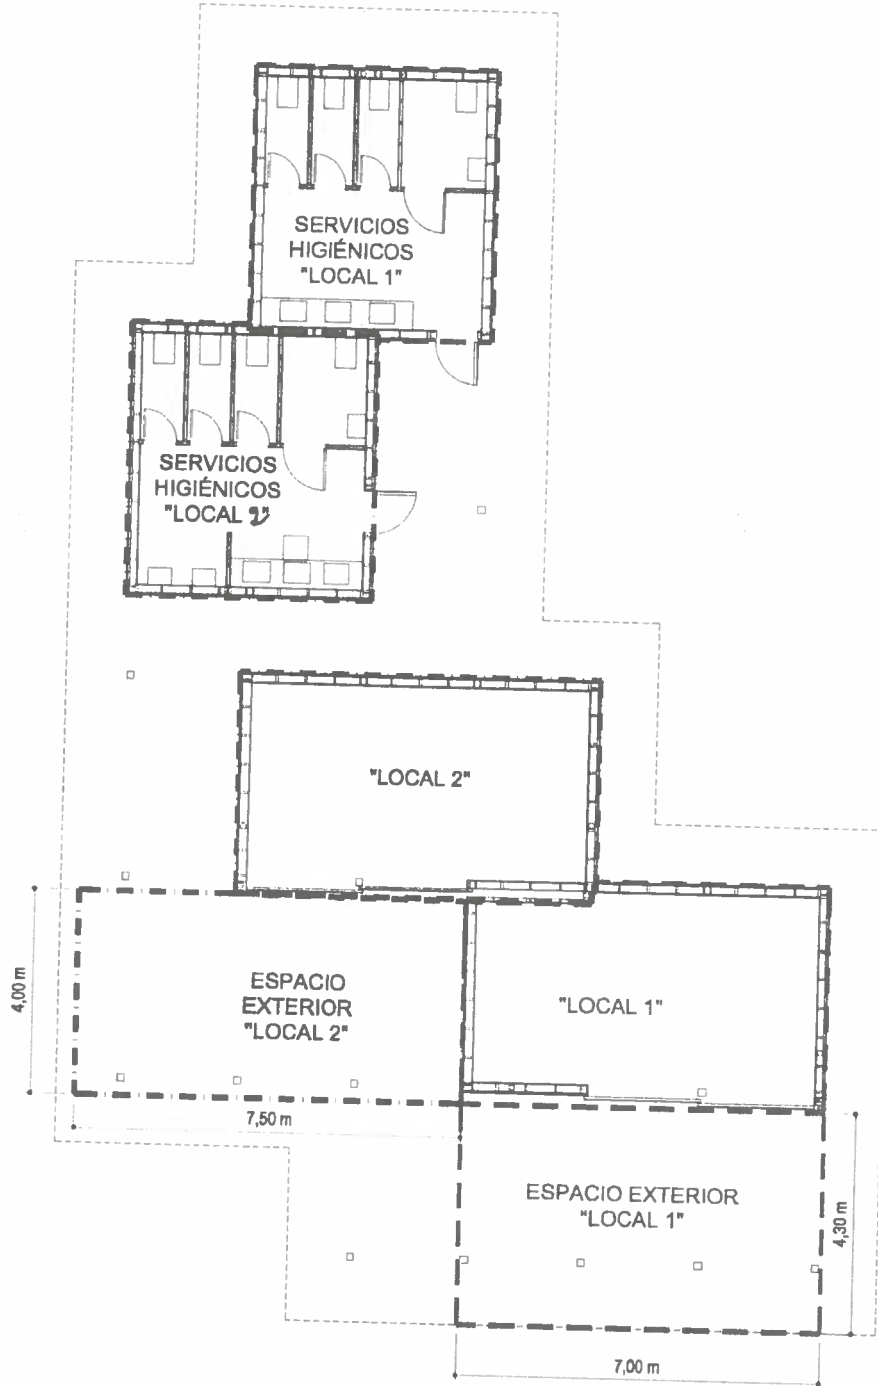 SERVICIOS
HIGIÉNICOS
"LOCAL 1"
SERVICIOS
HIGIÉNICOS
"LOCAL 2"
"LOCAL 2"
4,00 m
ESPACIO
EXTERIOR
"LOCAL 2"
"LOCAL 1"
7,50 m
ESPACIO EXTERIOR
"LOCAL 1"
4,30 m
7,00 m